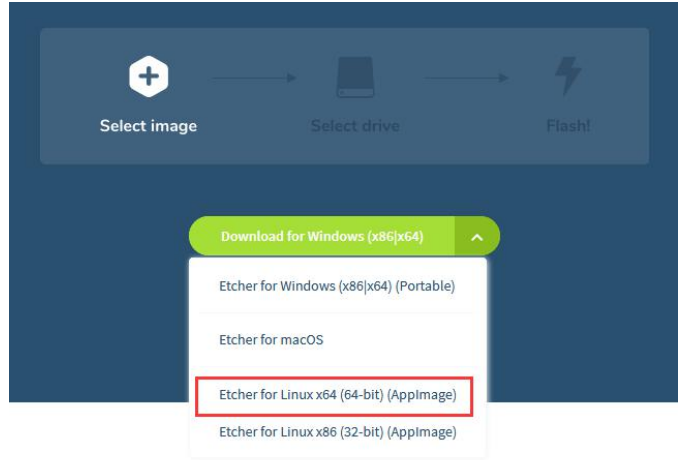 Select image
Select drive
Flash!
Download for Windows (x86|x64)
Etcher for Windows (x86|x64) (Portable)
Etcher for macOS
Etcher for Linux x64 (64-bit) (AppImage)
Etcher for Linux x86 (32-bit) (AppImage)